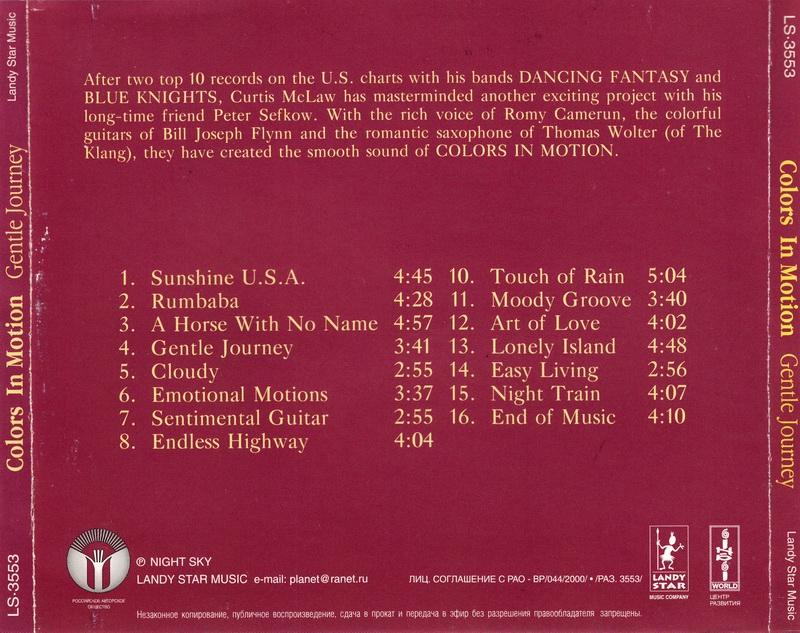 After two top 10 records on the U.S. charts with his bands DANCING FANTASY and
BLUE KNIGHTS, Curtis McLaw has masterminded another exciting project with his
long-time friend Peter Sefkow. With the rich voice of Romy Camerun, the colorful
guitars of Bill Joseph Flynn and the romantic saxophone of Thomas Wolter (of The
Klang), they have created the smooth sound of COLORS IN MOTION.
1. Sunshine U.S.A. 4:45
2. Rumbaba 4:28
3. A Horse With No Name 4:57
4. Gentle Journey 3:41
5. Cloudy 2:55
6. Emotional Motions 3:37
7. Sentimental Guitar 2:55
8. Endless Highway 4:04
10. Touch of Rain 5:04
11. Moody Groove 3:40
12. Art of Love 4:02
13. Lonely Island 4:48
14. Easy Living 2:56
15. Night Train 4:07
16. End of Music 4:10
РОССИЙСКОЕ АВТОРСКОЕ
ОБЩЕСТВО
℗ NIGHT SKY
LANDY STAR MUSIC e-mail: planet@ranet.ru
ЛИЦ. СОГЛАШЕНИЕ С РАО - ВР/044/2000/ • /РАЗ. 3553/
LANDY
STAR
MUSIC COMPANY
WORLD
ЦЕНТР
РАЗВИТИЯ
Незаконное копирование, публичное воспроизведение, сдача в прокат и передача в эфир без разрешения правообладателя запрещены.
LS-3553 Colors In Motion Gentle Journey Landy Star Music
LS-3553 Colors In Motion Gentle Journey Landy Star Music